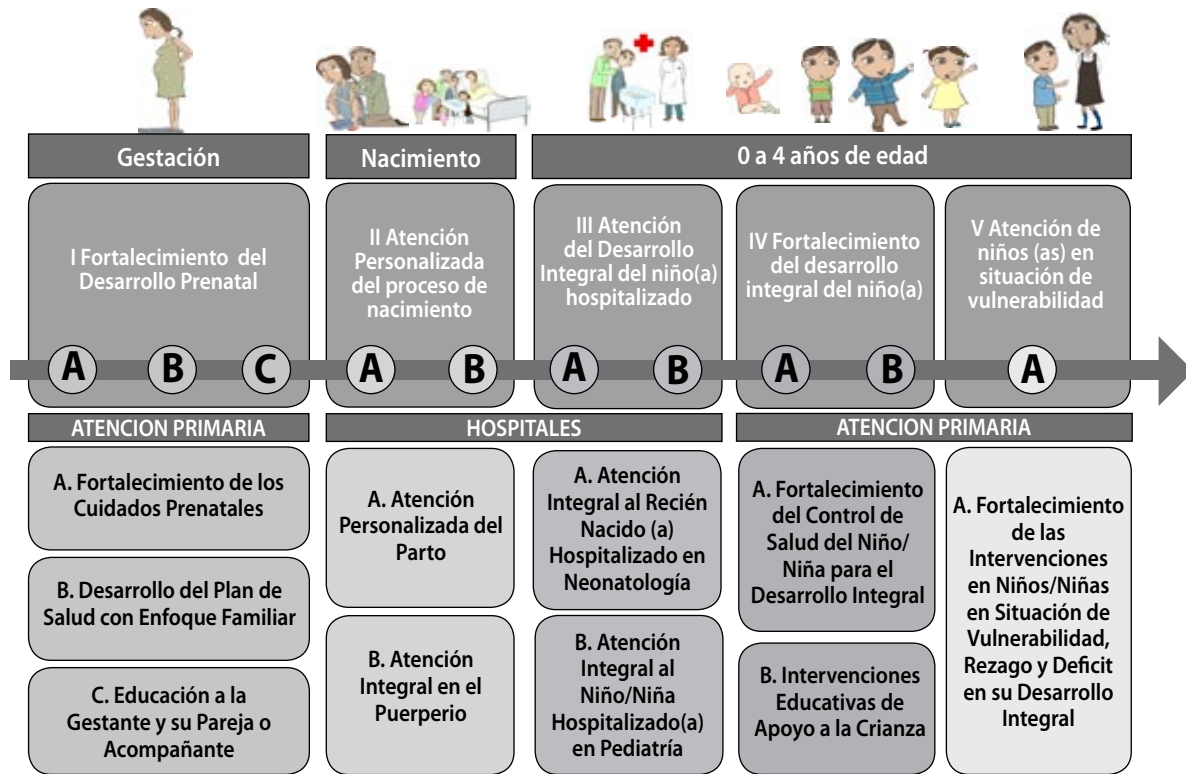 Gestación
Nacimiento
0 a 4 años de edad
I Fortalecimiento del
Desarrollo Prenatal
II Atención
Personalizada
del proceso de
nacimiento
III Atención
del Desarrollo
Integral del niño(a)
hospitalizado
IV Fortalecimiento
del desarrollo
integral del niño(a)
V Atención de
niños (as) en
situación de
vulnerabilidad
A
B
C
A
B
A
B
A
B
A
ATENCION PRIMARIA
HOSPITALES
ATENCION PRIMARIA
A. Fortalecimiento de los
Cuidados Prenatales
B. Desarrollo del Plan de
Salud con Enfoque Familiar
C. Educación a la
Gestante y su Pareja o
Acompañante
A. Atención
Personalizada del
Parto
B. Atención
Integral en el
Puerperio
A. Atención
Integral al Recién
Nacido (a)
Hospitalizado en
Neonatología
B. Atención
Integral al
Niño/Niña
Hospitalizado(a)
en Pediatría
A. Fortalecimiento
del Control de
Salud del Niño/
Niña para el
Desarrollo Integral
B. Intervenciones
Educativas de
Apoyo a la Crianza
A. Fortalecimiento
de las
Intervenciones
en Niños/Niñas
en Situación de
Vulnerabilidad,
Rezago y Deficit
en su Desarrollo
Integral